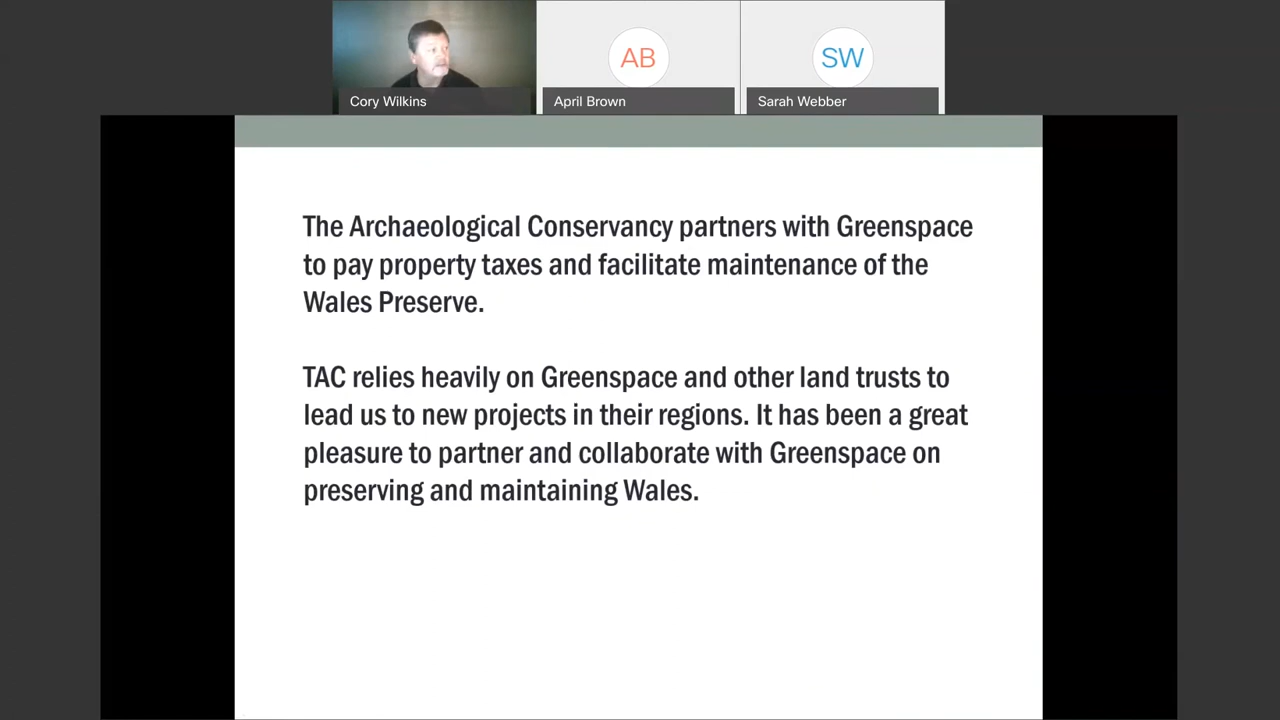 AB
SW
Cory Wilkins
April Brown
Sarah Webber
The Archaeological Conservancy partners with Greenspace
to pay property taxes and facilitate maintenance of the
Wales Preserve.
TAC relies heavily on Greenspace and other land trusts to
lead us to new projects in their regions. It has been a great
pleasure to partner and collaborate with Greenspace on
preserving and maintaining Wales.